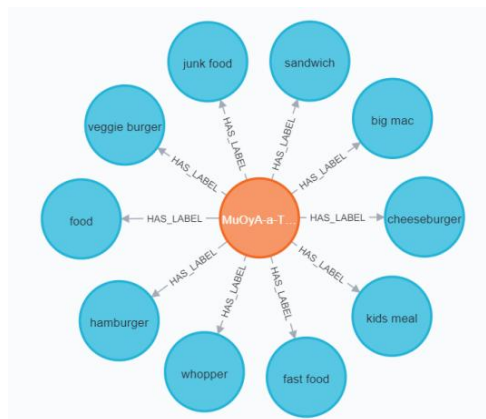 junk food
sandwich
HAS_LABEL
HAS_LABEL
veggie burger
big mac
HAS_LABEL
HAS_LABEL
food
HAS_LABEL
MuOyA-a-T...
HAS_LABEL
cheeseburger
HAS_LABEL
HAS_LABEL
hamburger
kids meal
HAS_LABEL
HAS_LABEL
whopper
fast food